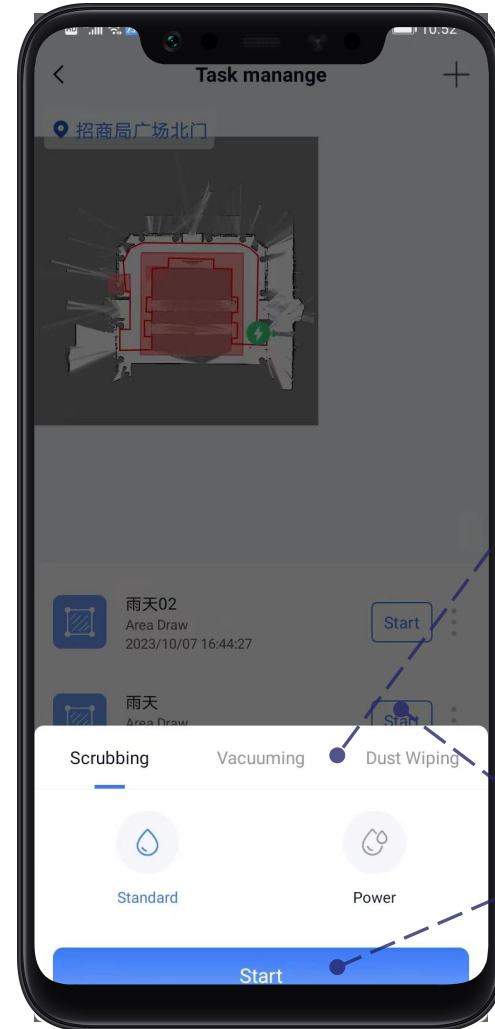 10:52
Task manange
招商局广场北门
雨天02
Area Draw
2023/10/07 16:44:27
Start
雨天
Area Draw
Start
Scrubbing
Vacuuming
Dust Wiping
Standard
Power
Start